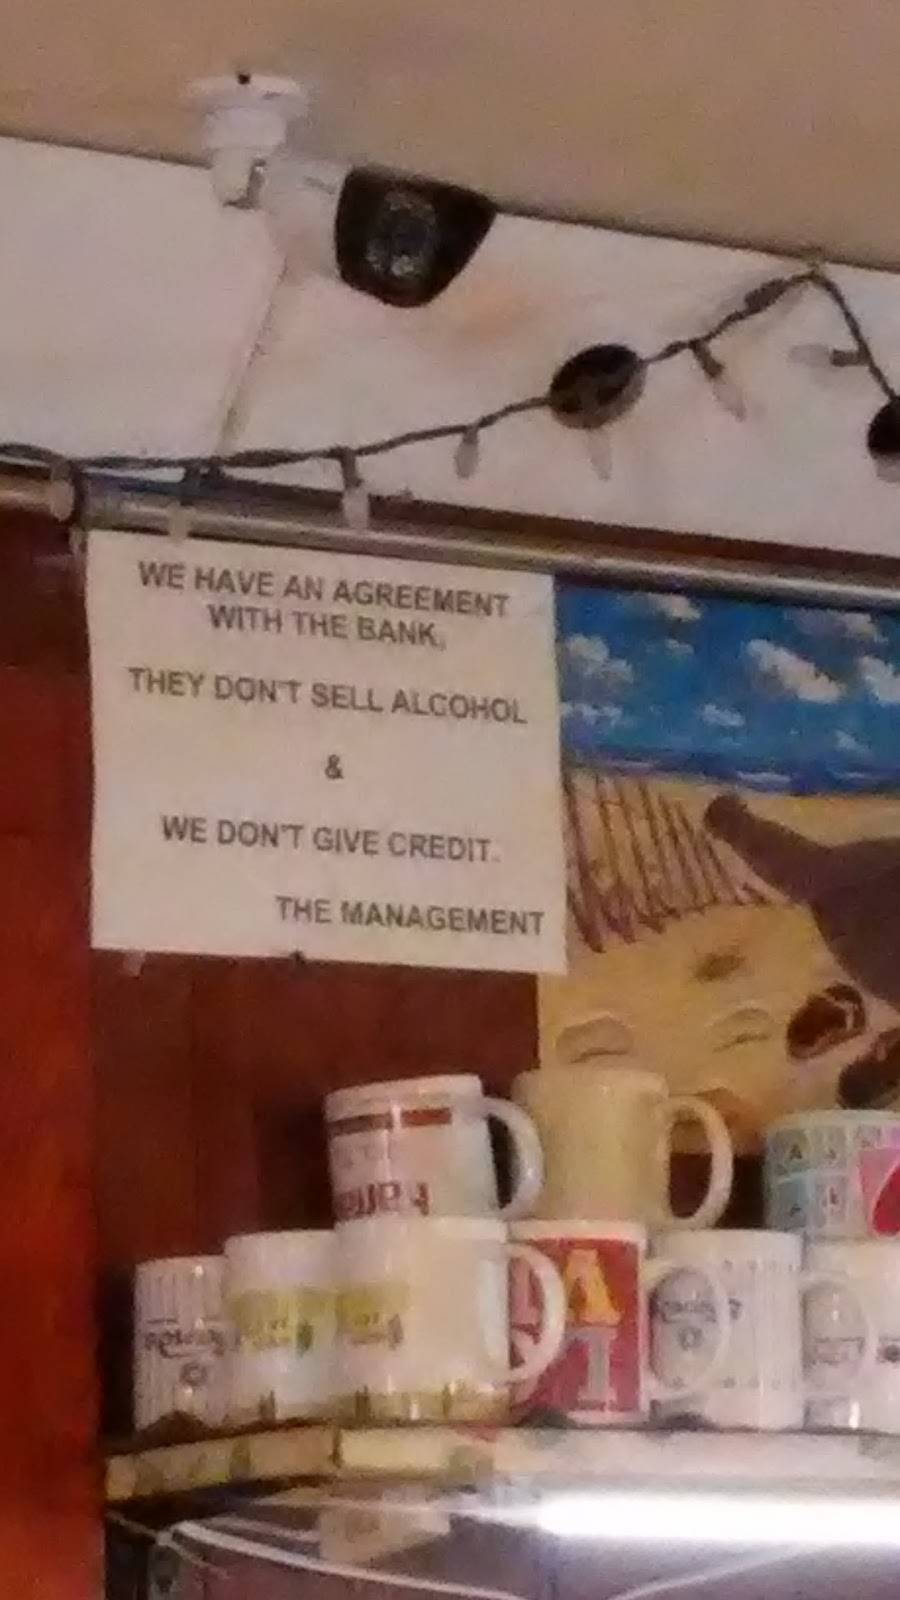 WE HAVE AN AGREEMENT
WITH THE BANK.
THEY DON'T SELL ALCOHOL
&
WE DON'T GIVE CREDIT.
THE MANAGEMENT